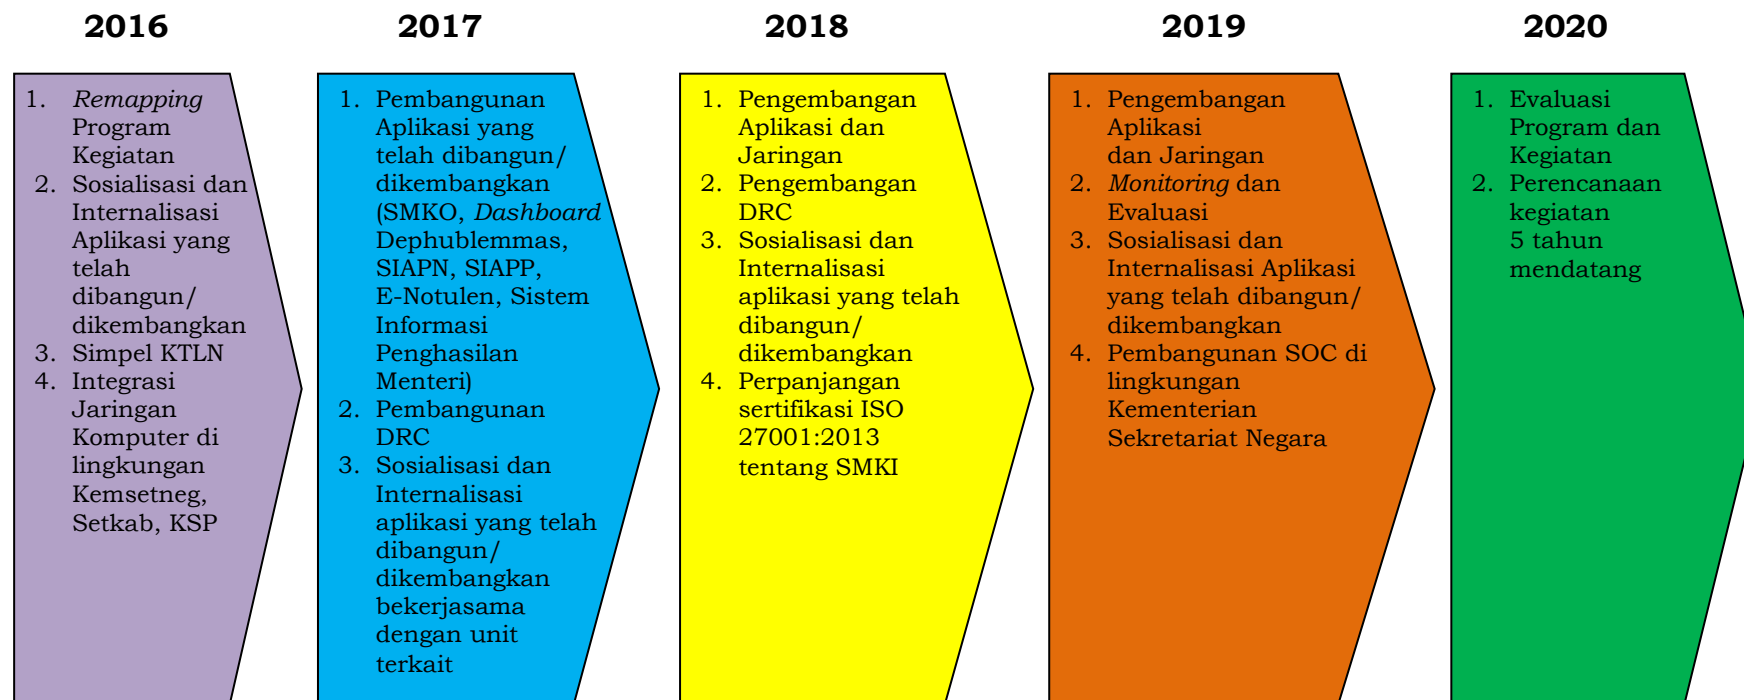 2016
2017
2018
2019
2020
1. Remapping
Program
Kegiatan
2. Sosialisasi dan
Internalisasi
Aplikasi yang
telah
dibangun/
dikembangkan
3. Simpel KTLN
4. Integrasi
Jaringan
Komputer di
lingkungan
Kemsetneg,
Setkab, KSP
1. Pembangunan
Aplikasi yang
telah dibangun/
dikembangkan
(SMKO, Dashboard
Dephublemmas,
SIAPN, SIAPP,
E-Notulen, Sistem
Informasi
Penghasilan
Menteri)
2. Pembangunan
DRC
3. Sosialisasi dan
Internalisasi
aplikasi yang telah
dibangun/
dikembangkan
bekerjasama
dengan unit
terkait
1. Pengembangan
Aplikasi dan
Jaringan
2. Pengembangan
DRC
3. Sosialisasi dan
Internalisasi
aplikasi yang telah
dibangun/
dikembangkan
4. Perpanjangan
sertifikasi ISO
27001:2013
tentang SMKI
1. Pengembangan
Aplikasi
dan Jaringan
2. Monitoring dan
Evaluasi
3. Sosialisasi dan
Internalisasi Aplikasi
yang telah dibangun/
dikembangkan
4. Pembangunan SOC di
lingkungan
Kementerian
Sekretariat Negara
1. Evaluasi
Program dan
Kegiatan
2. Perencanaan
kegiatan
5 tahun
mendatang